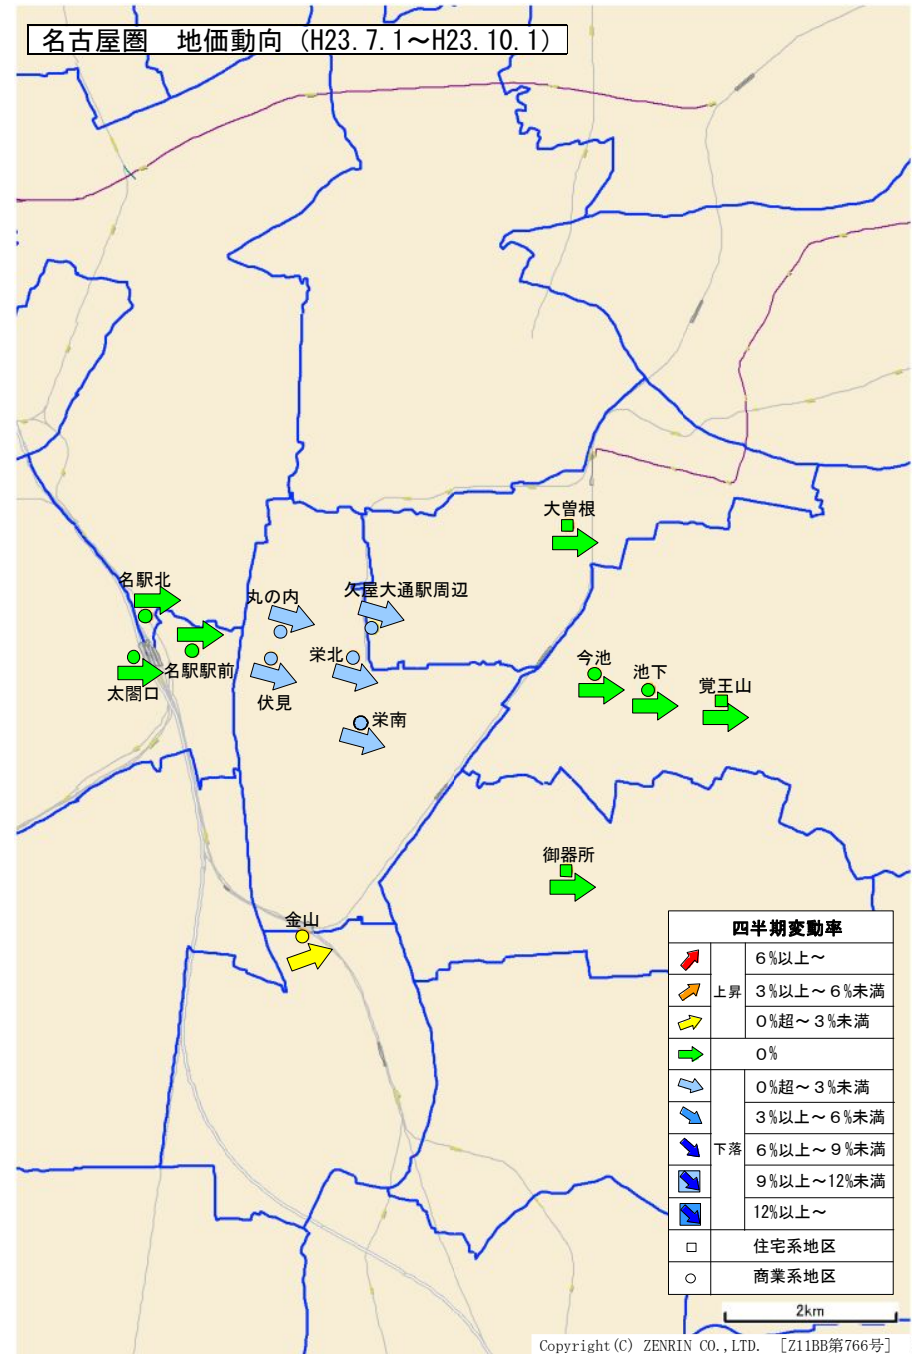 名古屋圏　地価動向（H23.7.1～H23.10.1）
大曽根
名駅北
丸の内
久屋大通駅周辺
名駅駅前
太閤口
伏見
栄北
今池
池下
覚王山
栄南
御器所
金山
四半期変動率
上昇
６%以上～
３%以上～６%未満
０%超～３%未満
０%
下落
０%超～３%未満
３%以上～６%未満
６%以上～９%未満
９%以上～12%未満
12%以上～
住宅系地区
商業系地区
2km
Copyright(C) ZENRIN CO.,LTD. [Z11BB第766号]